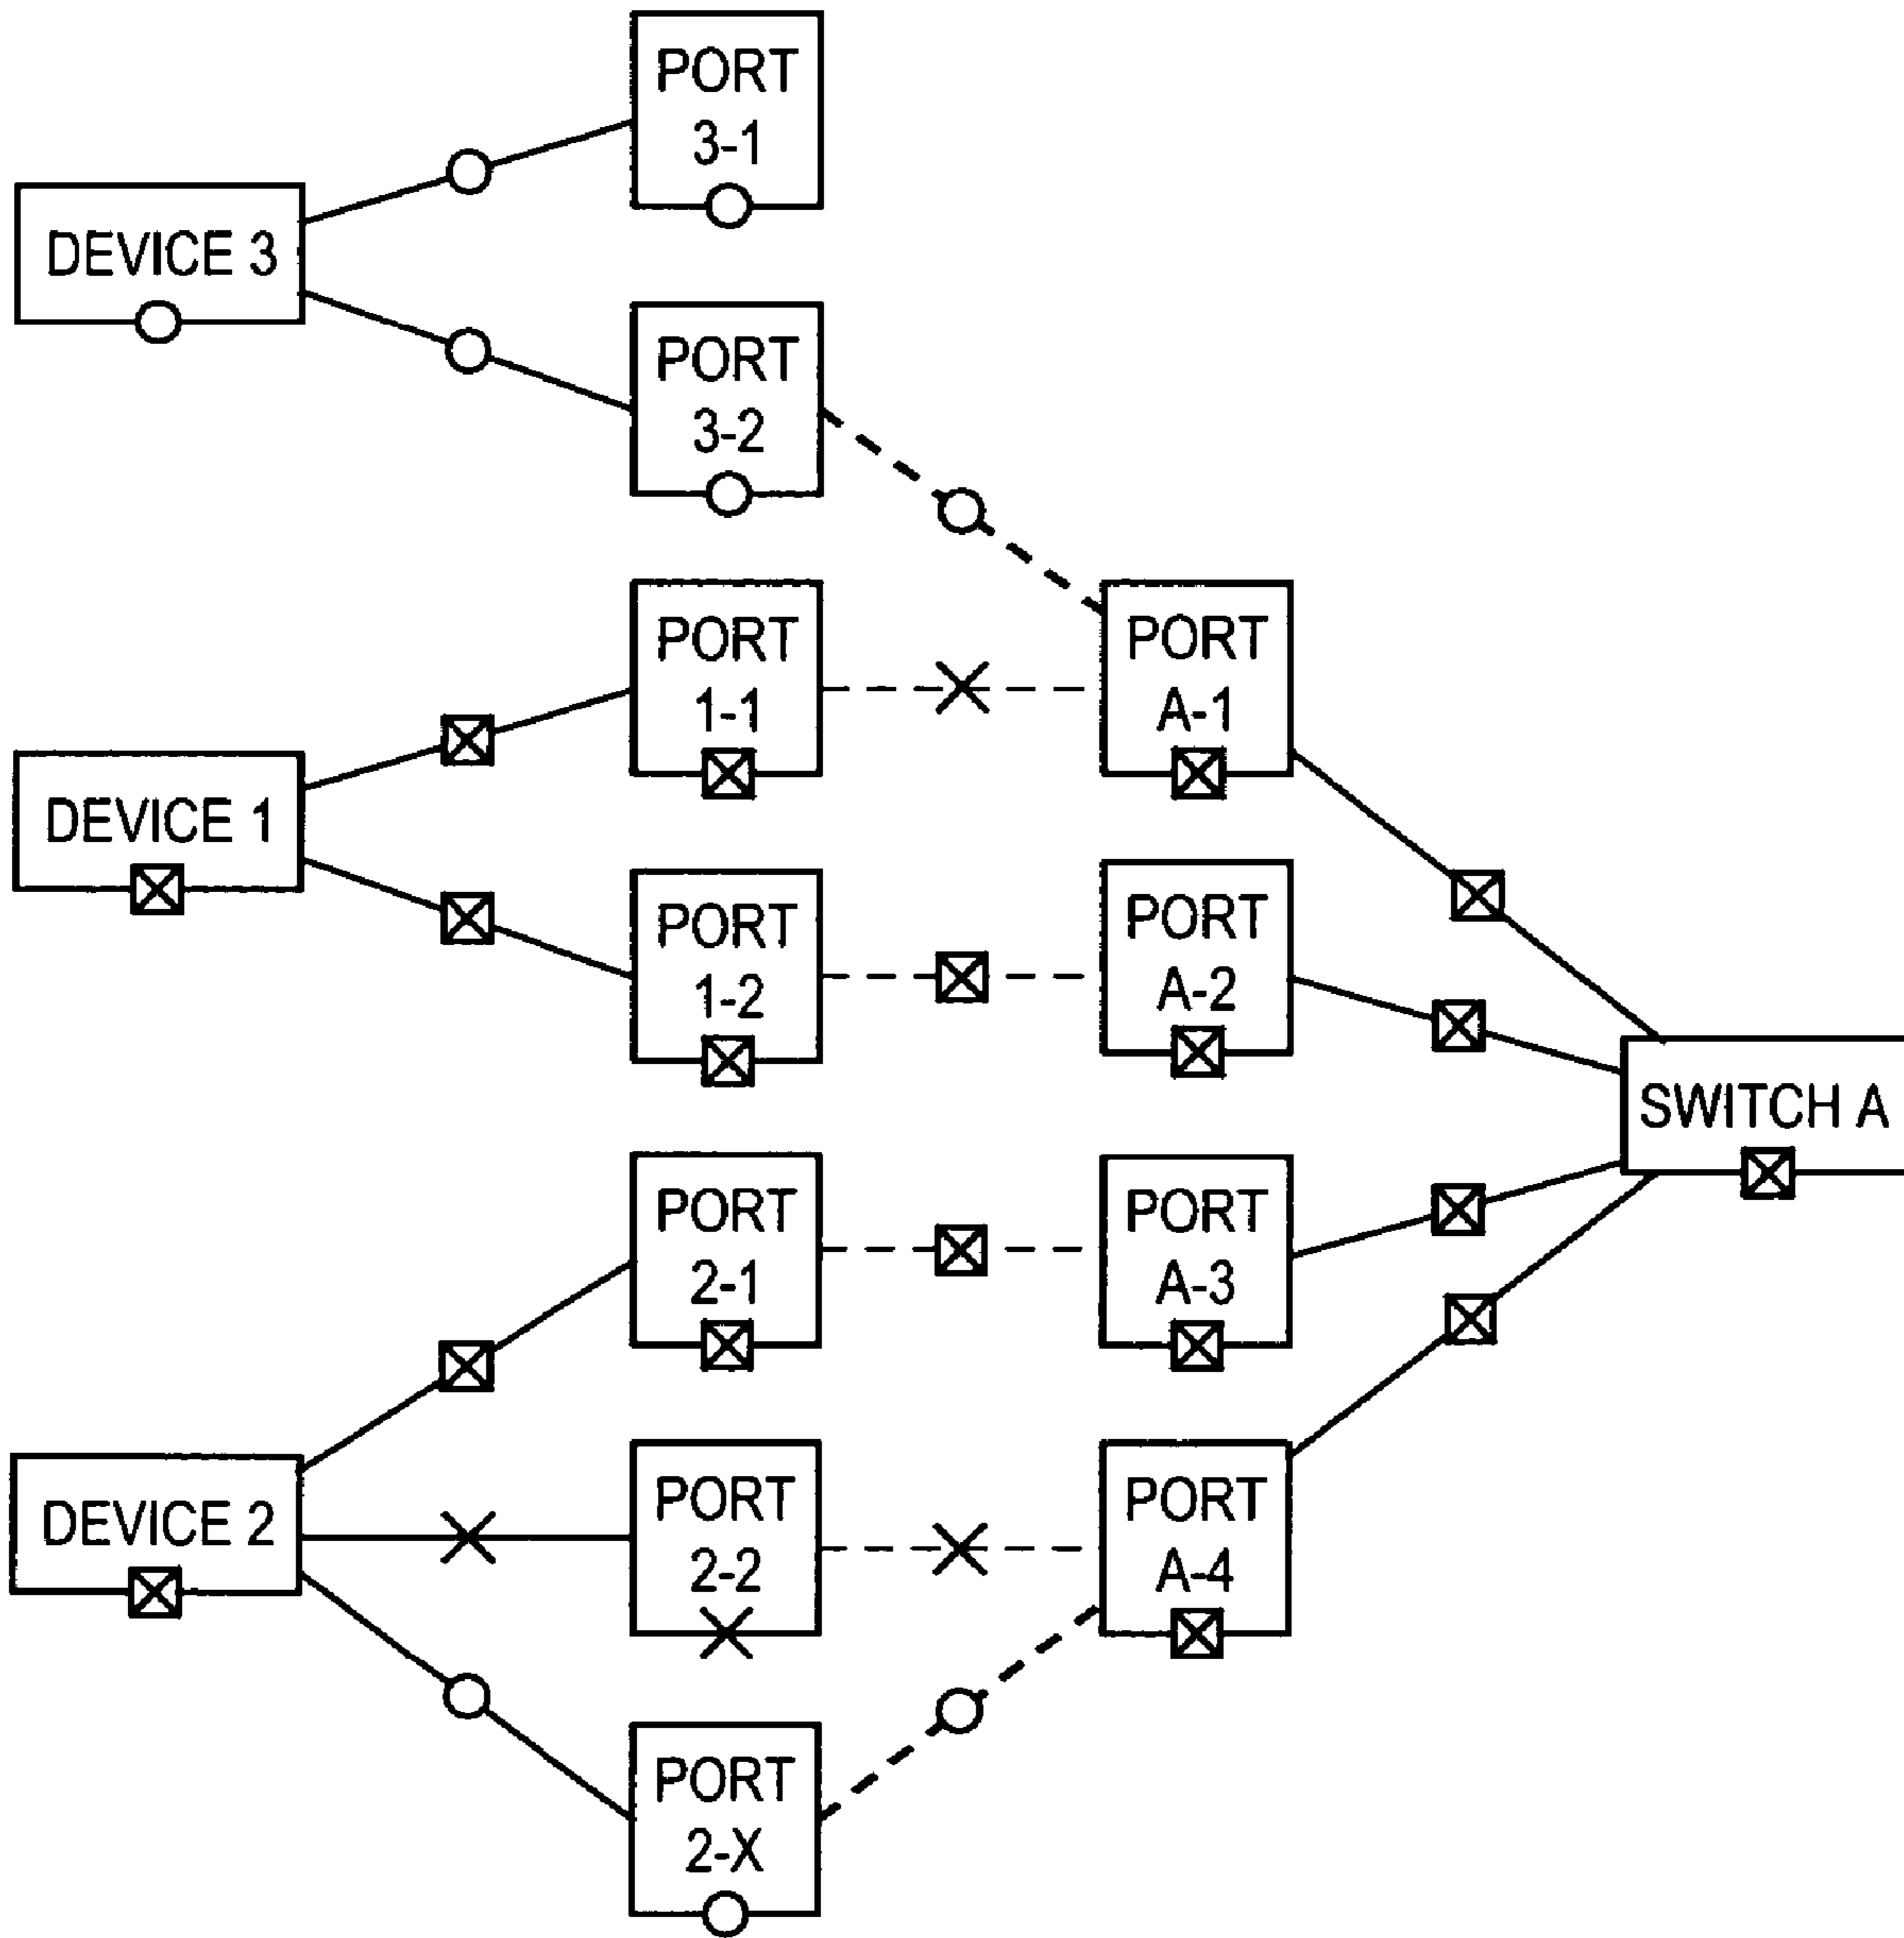 PORT
3-1
DEVICE 3
PORT
3-2
PORT
1-1
PORT
A-1
DEVICE 1
PORT
1-2
PORT
A-2
SWITCH A
PORT
2-1
PORT
A-3
DEVICE 2
PORT
2-2
PORT
A-4
PORT
2-X